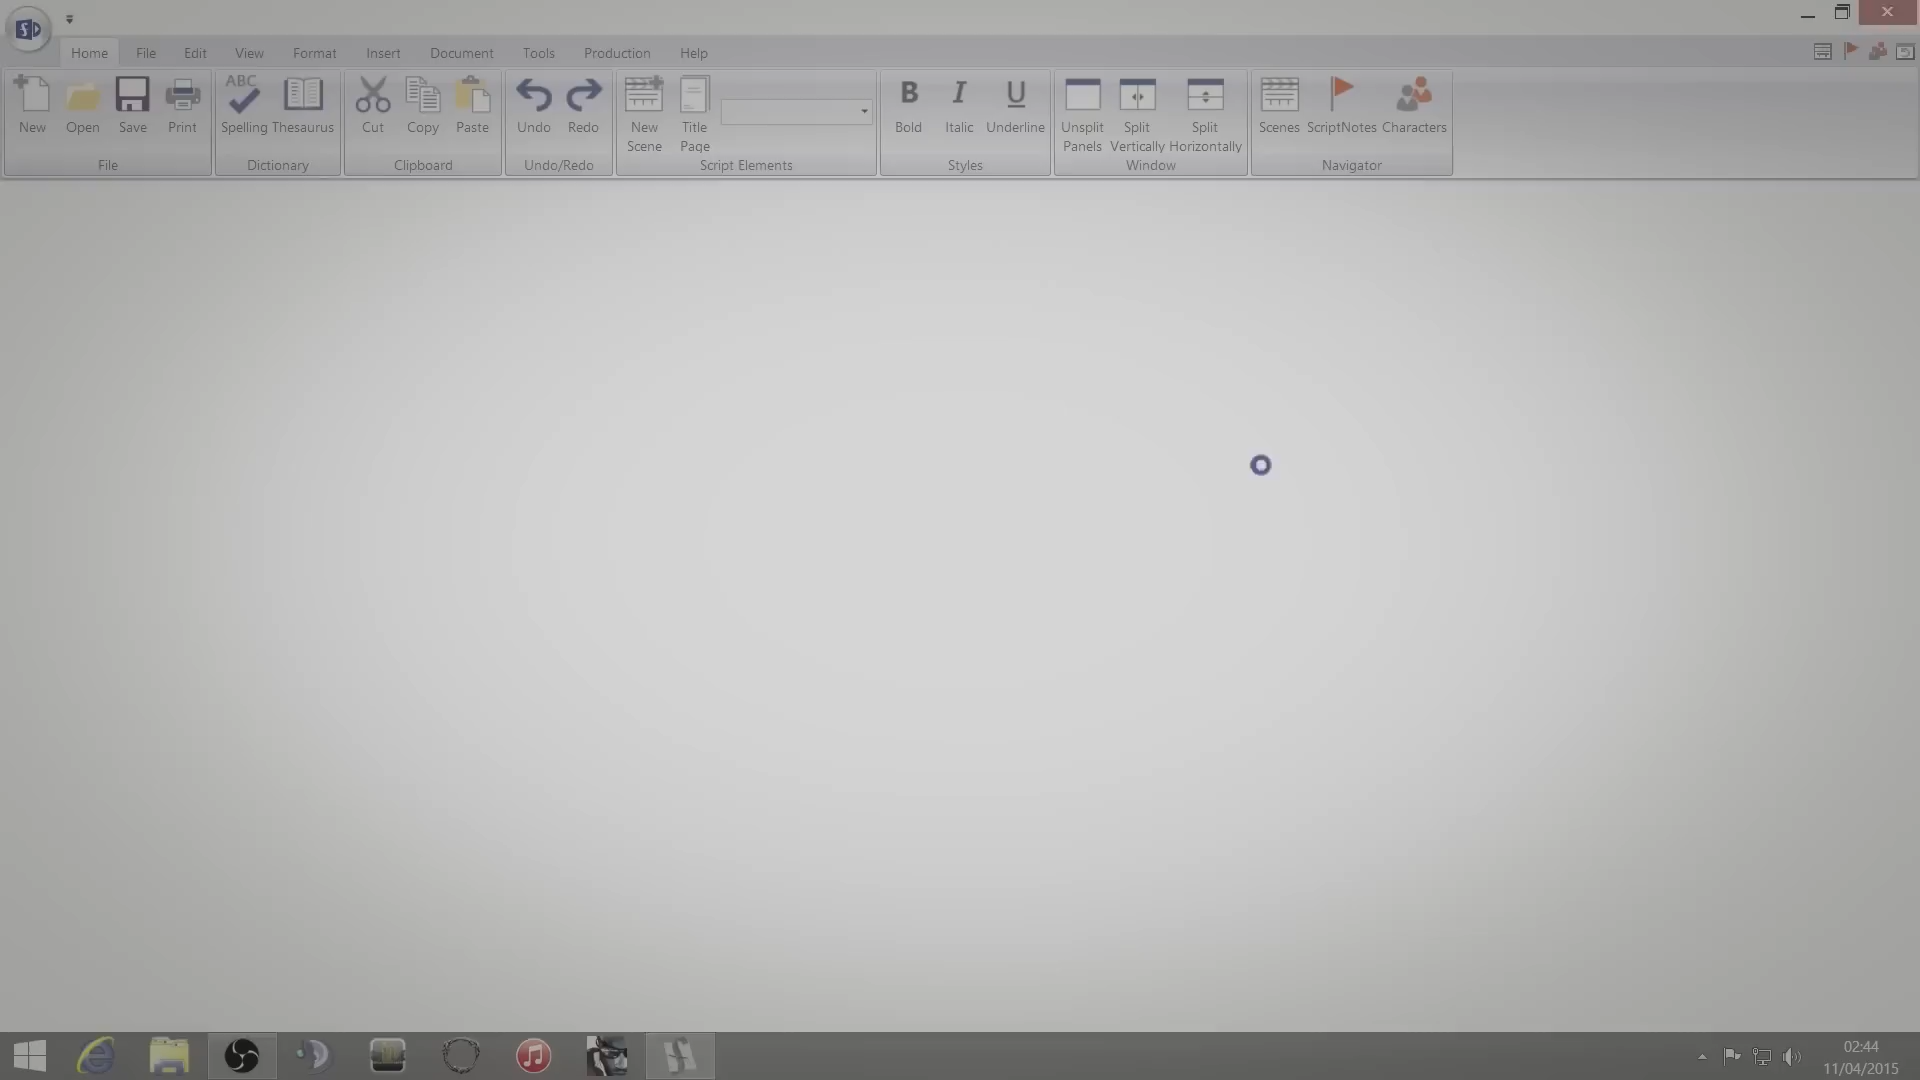 Home File Edit View Format Insert Document Tools Production Help
ABC
New Open Save Print Spelling Thesaurus Cut Copy Paste Undo Redo New Scene Title Page Bold Italic Underline Unsplit Panels Split Vertically Split Horizontally Scenes ScriptNotes Characters
File Dictionary Clipboard Undo/Redo Script Elements Styles Window Navigator
02:44
11/04/2015